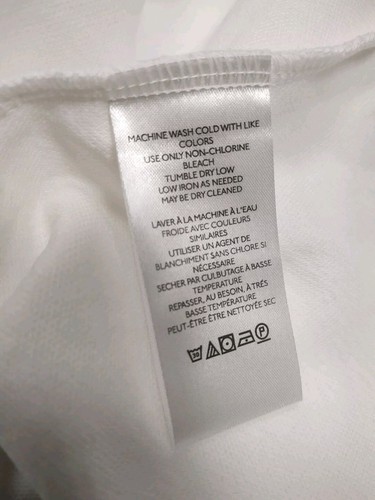 MACHINE WASH COLD WITH LIKE
COLORS
USE ONLY NON-CHLORINE
BLEACH
TUMBLE DRY LOW
LOW IRON AS NEEDED
MAY BE DRY CLEANED
LAVER À LA MACHINE À L'EAU
FROIDE AVEC COULEURS
SIMILAIRES
UTILISER UN AGENT DE
BLANCHIMENT SANS CHLORE SI
NÉCESSAIRE
SECHER PAR CULBUTAGE À BASSE
TEMPERATURE
REPASSER, AU BESOIN, À TRÉS
BASSE TEMPÉRATURE
PEUT-ÊTRE ÊTRE NETTOYÉE SEC
30 P